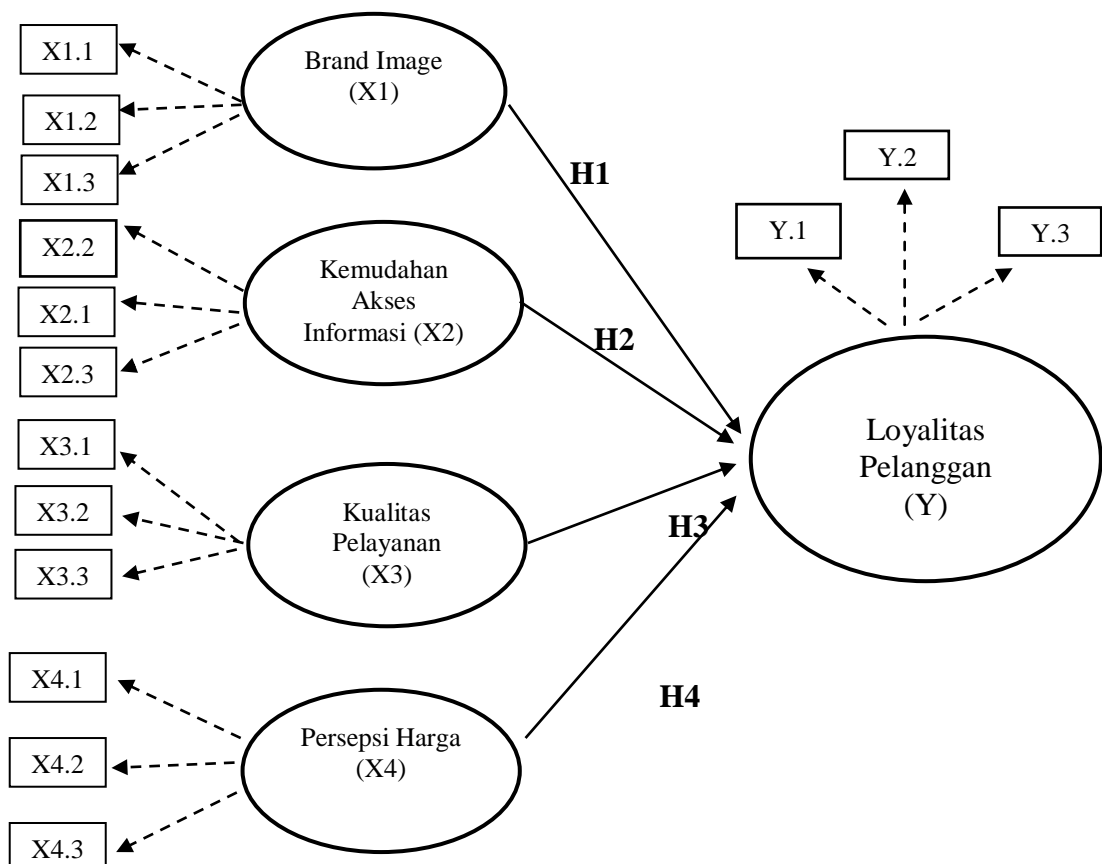 X1.1
X1.2
X1.3
Brand Image
(X1)
H1
Y.1
Y.2
Y.3
X2.2
X2.1
X2.3
Kemudahan
Akses
Informasi (X2)
H2
Loyalitas
Pelanggan
(Y)
X3.1
X3.2
X3.3
Kualitas
Pelayanan
(X3)
H3
X4.1
X4.2
X4.3
Persepsi Harga
(X4)
H4